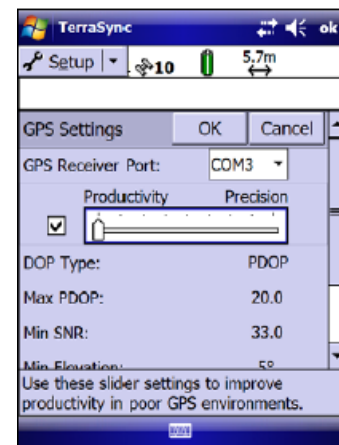 TerraSync ok
Setup 10 5.7m
GPS Settings OK Cancel
GPS Receiver Port: COM3
Productivity Precision
DOP Type: PDOP
Max PDOP: 20.0
Min SNR: 33.0
Min Elevation: 5°
Use these slider settings to improve
productivity in poor GPS environments.